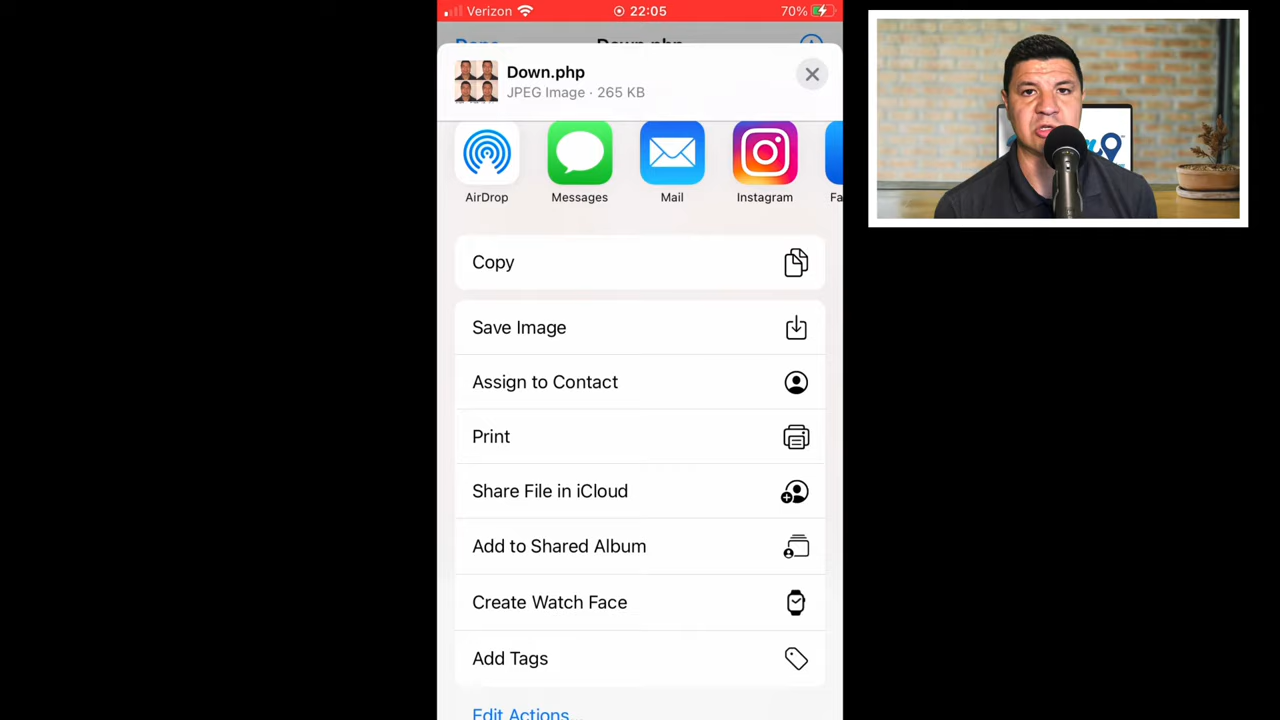 Verizon 22:05 70%
Down.php
JPEG Image · 265 KB
AirDrop Messages Mail Instagram Fa
Copy
Save Image
Assign to Contact
Print
Share File in iCloud
Add to Shared Album
Create Watch Face
Add Tags
Edit Actions...